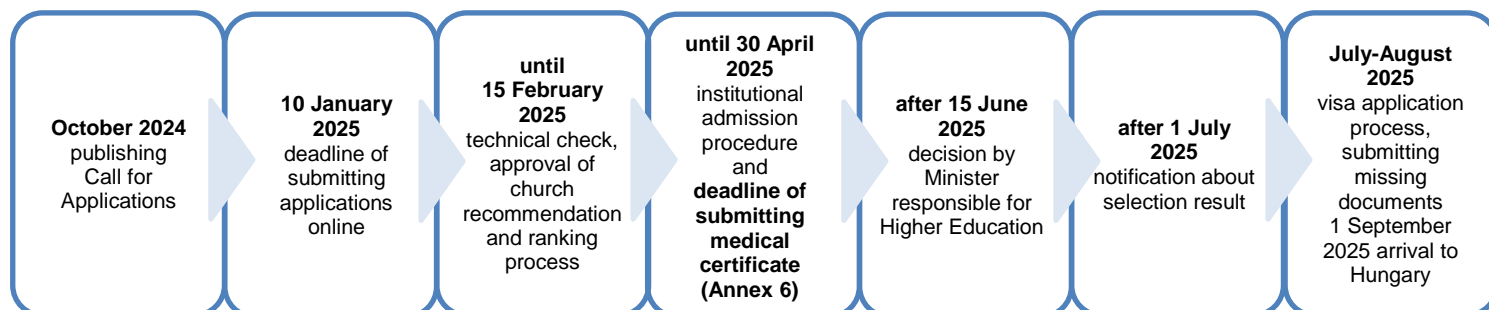 October 2024
publishing
Call for
Applications
10 January
2025
deadline of
submitting
applications
online
until
15 February
2025
technical check,
approval of
church
recommendation
and ranking
process
until 30 April
2025
institutional
admission
procedure
and
deadline of
submitting
medical
certificate
(Annex 6)
after 15 June
2025
decision by
Minister
responsible for
Higher Education
after 1 July
2025
notification about
selection result
July-August
2025
visa application
process,
submitting
missing
documents
1 September
2025 arrival to
Hungary